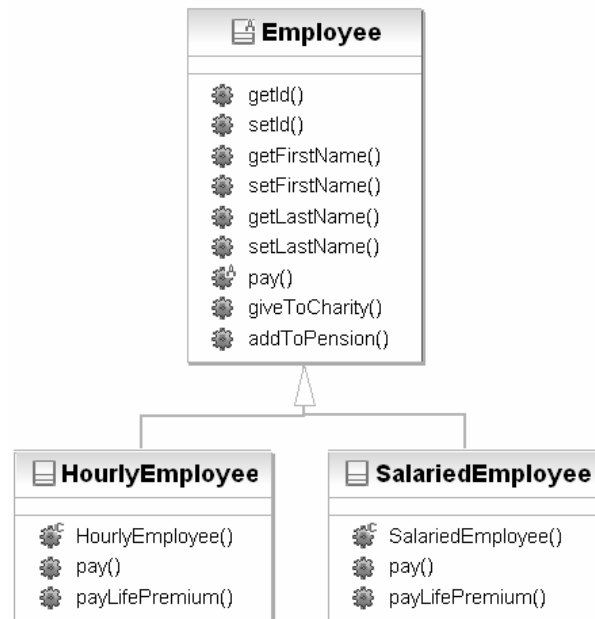 Employee
getId()
setId()
getFirstName()
setFirstName()
getLastName()
setLastName()
pay()
giveToCharity()
addToPension()
HourlyEmployee
HourlyEmployee()
pay()
payLifePremium()
SalariedEmployee
SalariedEmployee()
pay()
payLifePremium()